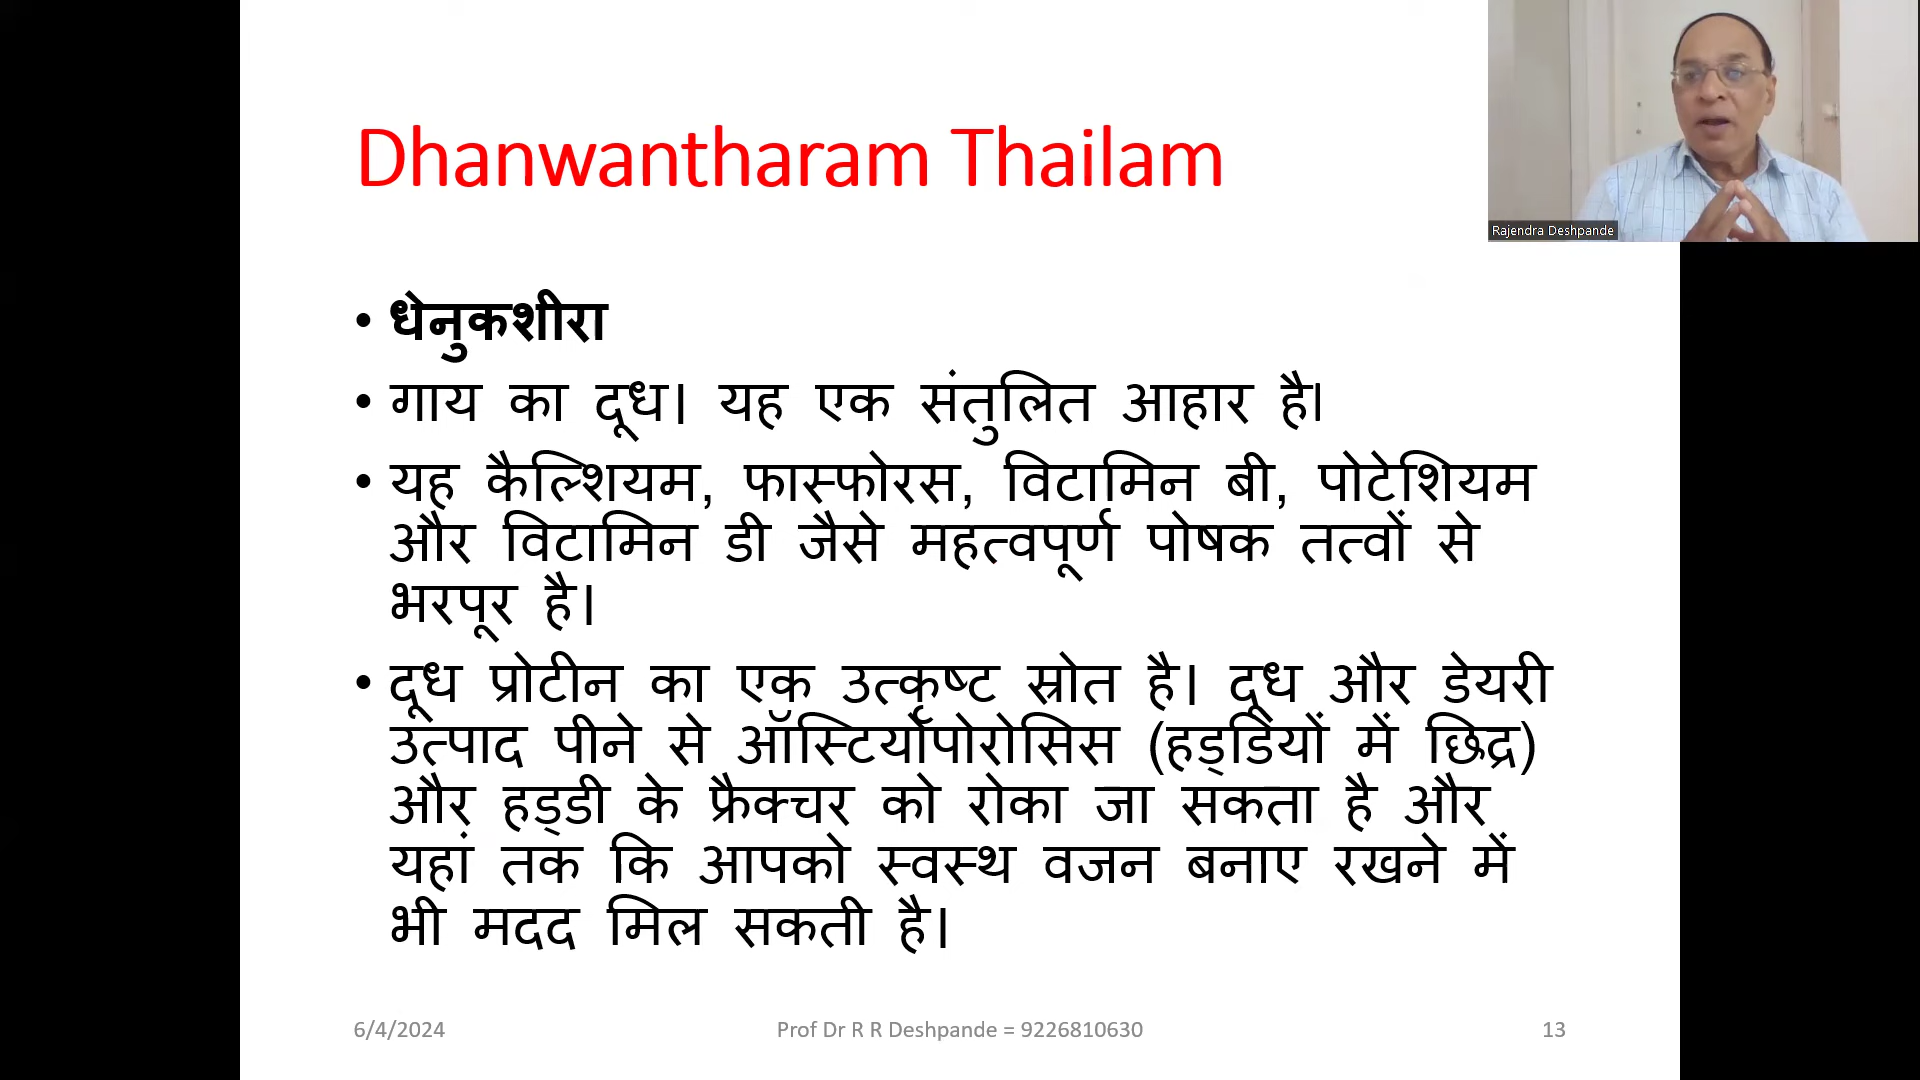 Dhanwantharam Thailam
Rajendra Deshpande
• धेनुकशीरा
• गाय का दूध। यह एक संतुलित आहार है।
• यह कैल्शियम, फास्फोरस, विटामिन बी, पोटेशियम
और विटामिन डी जैसे महत्वपूर्ण पोषक तत्वों से
भरपूर है।
• दूध प्रोटीन का एक उत्कृष्ट स्रोत है। दूध और डेयरी
उत्पाद पीने से ऑस्टियोपोरोसिस (हड्डियों में छिद्र)
और हड्डी के फ्रैक्चर को रोका जा सकता है और
यहां तक कि आपको स्वस्थ वजन बनाए रखने में
भी मदद मिल सकती है।
6/4/2024
Prof Dr R R Deshpande = 9226810630
13